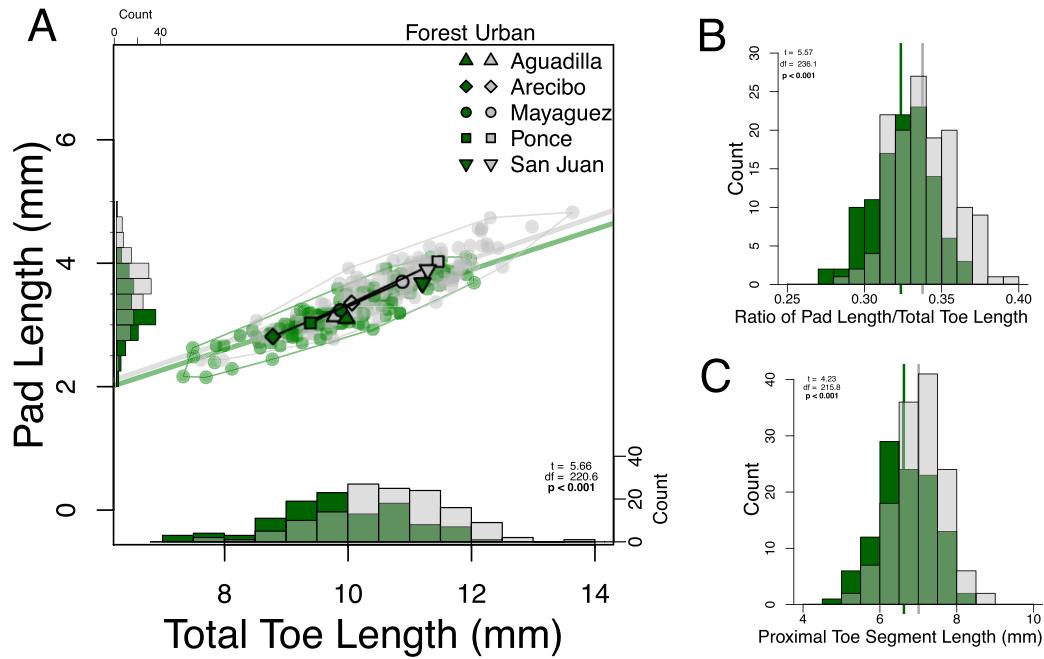 A
Count
0 40
Forest Urban
Aguadilla
Arecibo
Mayaguez
Ponce
San Juan
Pad Length (mm)
6
4
2
0
t = 5.66
df = 220.6
p < 0.001
40
20
0
Count
8 10 12 14
Total Toe Length (mm)
B
t = 5.57
df = 236.1
p < 0.001
Count
30
25
20
15
10
5
0
0.25 0.30 0.35 0.40
Ratio of Pad Length/Total Toe Length
C
t = 4.23
df = 215.8
p < 0.001
Count
40
30
20
10
0
4 6 8 10
Proximal Toe Segment Length (mm)